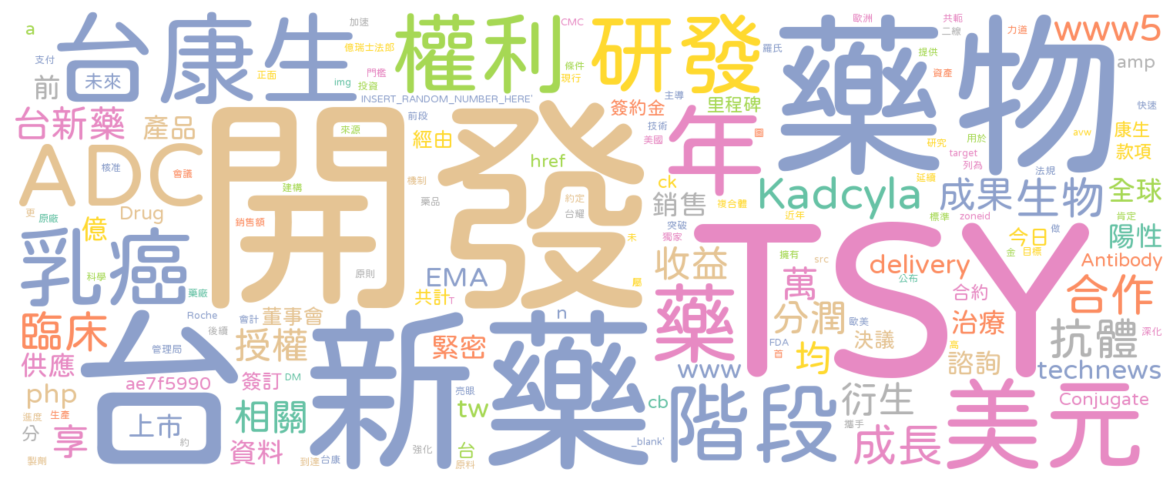 a
台康生
未來
前
支付
加速
億瑞士法郎
正面
門檻
投資
img
權利
條件
現行
CMC
INSERT_RANDOM_NUMBER_HERE`
研發
羅氏
主導
簽約金
里程碑
技術
美國
歐洲
共範
二線
力道
提供
資產
藥物
www5
amp
快速
avw
康生
款項
台新藥
產品
核准
會議
ADC
Drug
億
更
原廠
科學
藥廠
乳癌
銷售額
建構
來源
開發
前段
經由
機制
藥品
原則
EMA
共計
T
href
約定
台耀
未
是
年
圖
ck
銷售
複合體
近年
突破
獨家
Kadcyla
研究
target
延續
用於
列為
法規
標準
zoneid
成果
生物
全球
肯定
陽性
今日
做
金
目標
Antibody
TSY
擁有
src
delivery
公布
收益
萬
藥
分潤
歐美
FDA
首
均
決議
合約
治療
高
諮詢
合作
抗體
深化
technews
臨床
供應
管理局
Roche
後續
會計
董事會
授權
緊密
n
www
php
ae7f5990
簽訂
DM
亮眼
tw
cb
進度
生產
分
享
製劑
上市
約
台
新藥
相關
資料
到達
台康
強化
_blank'
台
原料
階段
衍生
攜手
成長
美元
Conjugate